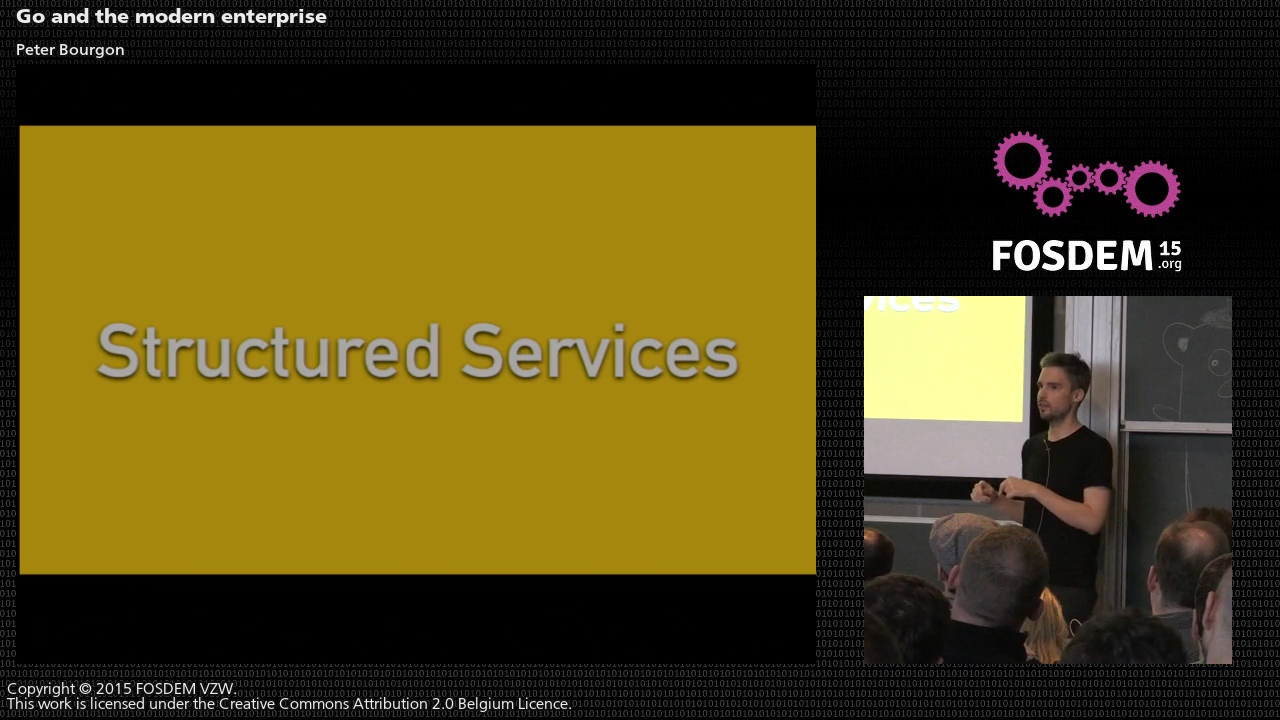 Go and the modern enterprise
Peter Bourgon
Structured Services
FOSDEM 15
.org
Copyright © 2015 FOSDEM VZW.
This work is licensed under the Creative Commons Attribution 2.0 Belgium Licence.